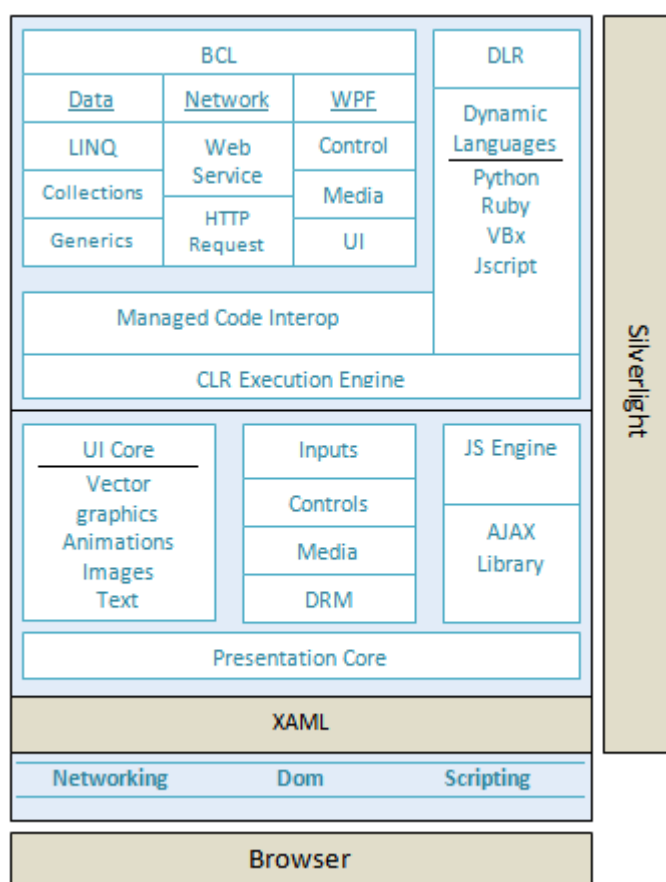 BCL
DLR
Data
Network
WPF
LINQ
Collections
Generics
Web
Service
HTTP
Request
Control
Media
UI
Dynamic
Languages
Python
Ruby
VBx
Jscript
Managed Code Interop
CLR Execution Engine
UI Core
Vector
graphics
Animations
Images
Text
Inputs
Controls
Media
DRM
JS Engine
AJAX
Library
Presentation Core
Silverlight
XAML
Networking
Dom
Scripting
Browser